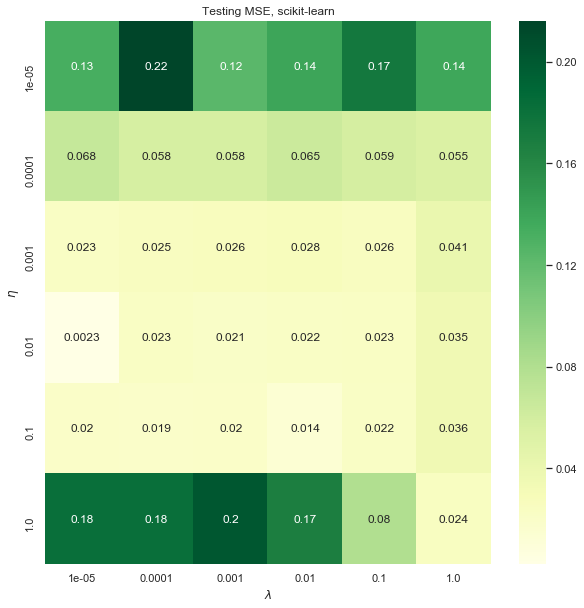 Testing MSE, scikit-learn
1e-05 0.13 0.22 0.12 0.14 0.17 0.14
0.0001 0.068 0.058 0.058 0.065 0.059 0.055
0.001 0.023 0.025 0.026 0.028 0.026 0.041
η
0.01 0.0023 0.023 0.021 0.022 0.023 0.035
0.1 0.02 0.019 0.02 0.014 0.022 0.036
1.0 0.18 0.18 0.2 0.17 0.08 0.024
1e-05 0.0001 0.001 0.01 0.1 1.0
λ
0.20
0.16
0.12
0.08
0.04